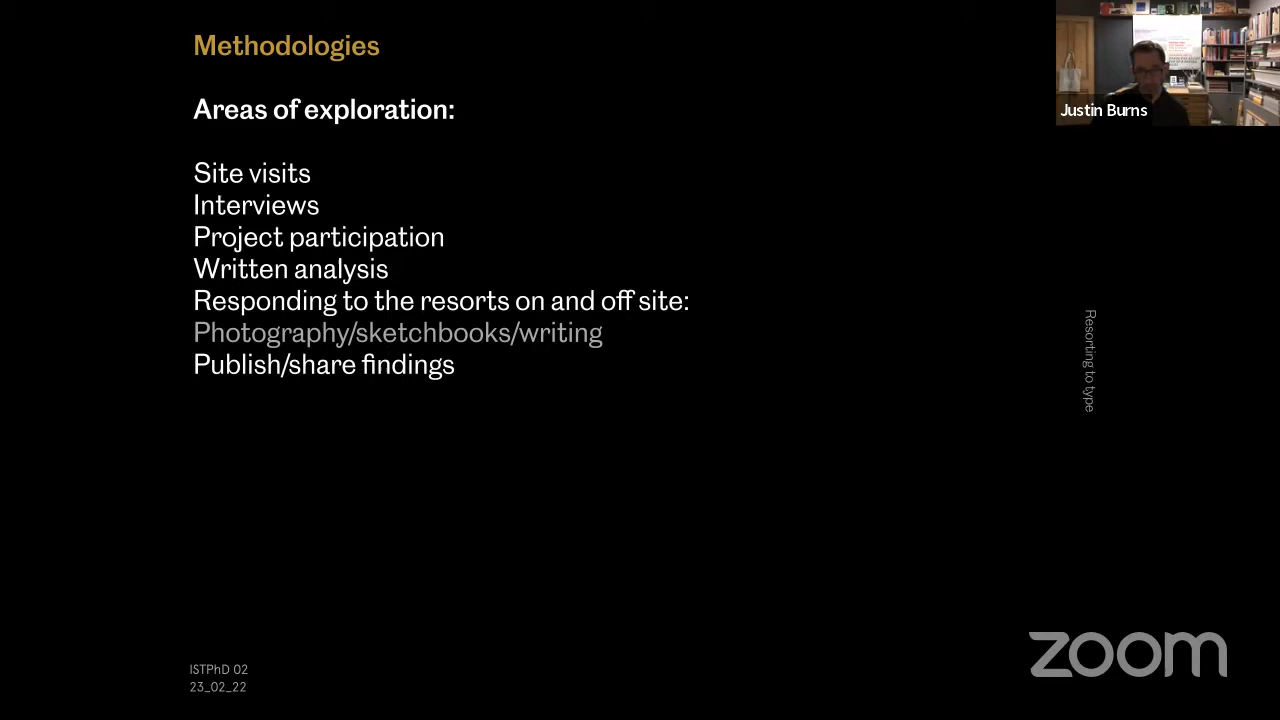 Methodologies
Areas of exploration:
Site visits
Interviews
Project participation
Written analysis
Responding to the resorts on and off site:
Photography/sketchbooks/writing
Publish/share findings
Justin Burns
Resorting to type
ISTPhD 02
23_02_22
zoom